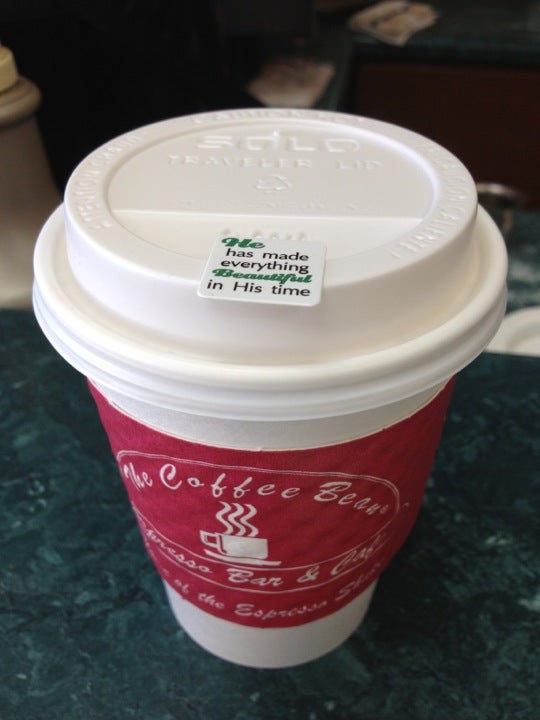 SOLO
TRAVELER LID
He
has made
everything
Beautiful
in His time
The Coffee Bean
Espresso Bar & Café
of the Espresso